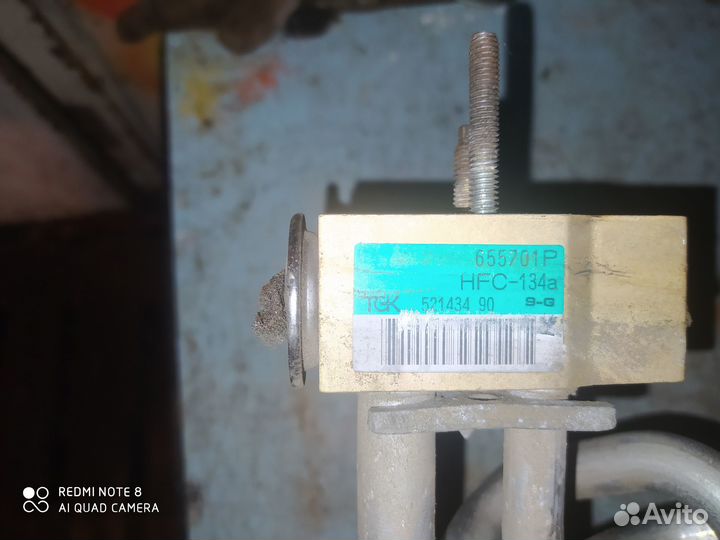 655701P
HFC-134a
TGK 521434 90 9-G
REDMI NOTE 8
AI QUAD CAMERA
Avito